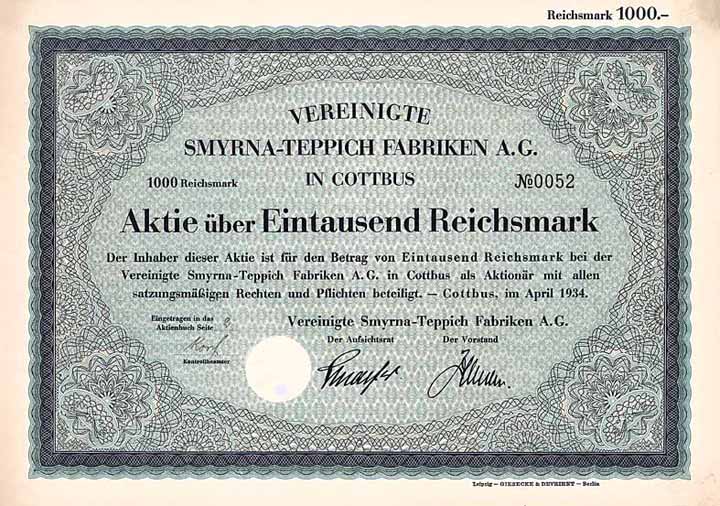 Reichsmark 1000.–
VEREINIGTE
SMYRNA-TEPPICH FABRIKEN A.G.
IN COTTBUS
1000 Reichsmark
№0052
Aktie über Eintausend Reichsmark
Der Inhaber dieser Aktie ist für den Betrag von Eintausend Reichsmark bei der
Vereinigte Smyrna-Teppich Fabriken A.G. in Cottbus als Aktionär mit allen
satzungsmäßigen Rechten und Pflichten beteiligt. – Cottbus, im April 1934.
Eingetragen in das
Aktienbuch Seite
Kontrollbeamter
Vereinigte Smyrna-Teppich Fabriken A.G.
Der Aufsichtsrat
Der Vorstand
Leipzig – GIESECKE & DEVRIENT – Berlin